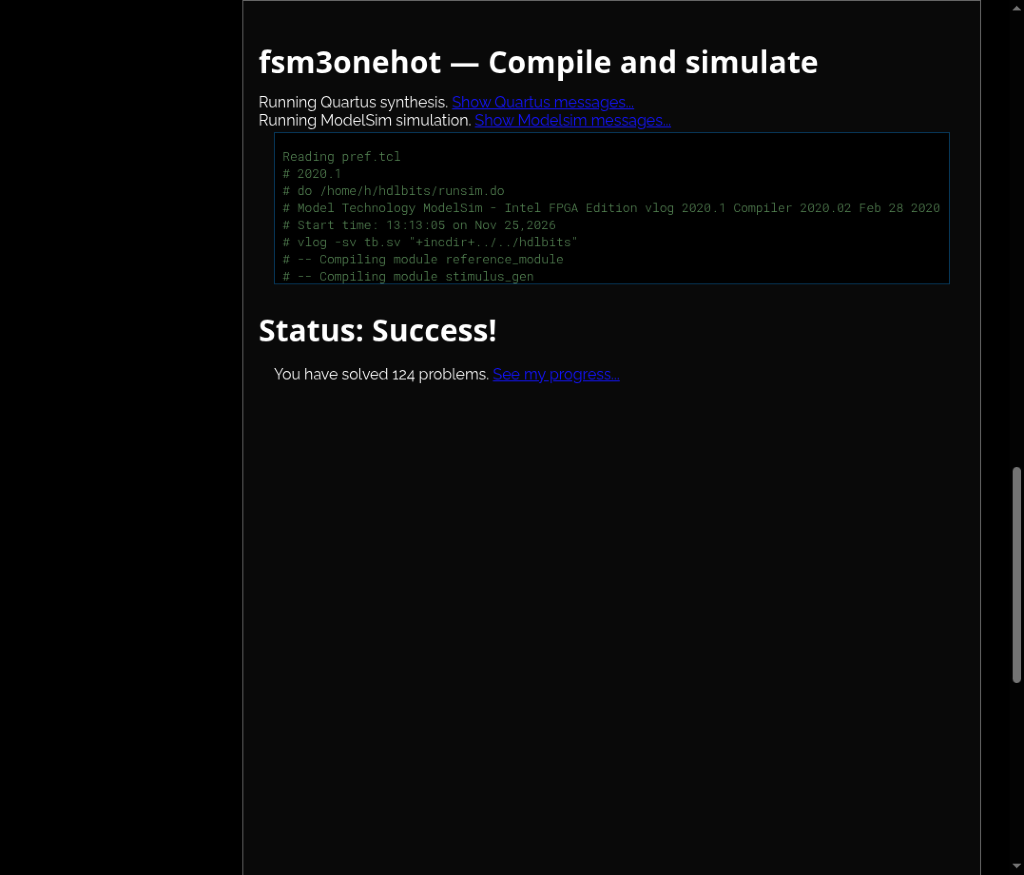 fsm3onehot — Compile and simulate
Running Quartus synthesis. Show Quartus messages...
Running ModelSim simulation. Show Modelsim messages...
Reading pref.tcl
# 2020.1
# do /home/h/hdlbits/runsim.do
# Model Technology ModelSim - Intel FPGA Edition vlog 2020.1 Compiler 2020.02 Feb 28 2020
# Start time: 13:13:05 on Nov 25,2026
# vlog -sv tb.sv "+incdir+../../hdlbits"
# -- Compiling module reference_module
# -- Compiling module stimulus_gen
Status: Success!
You have solved 124 problems. See my progress...